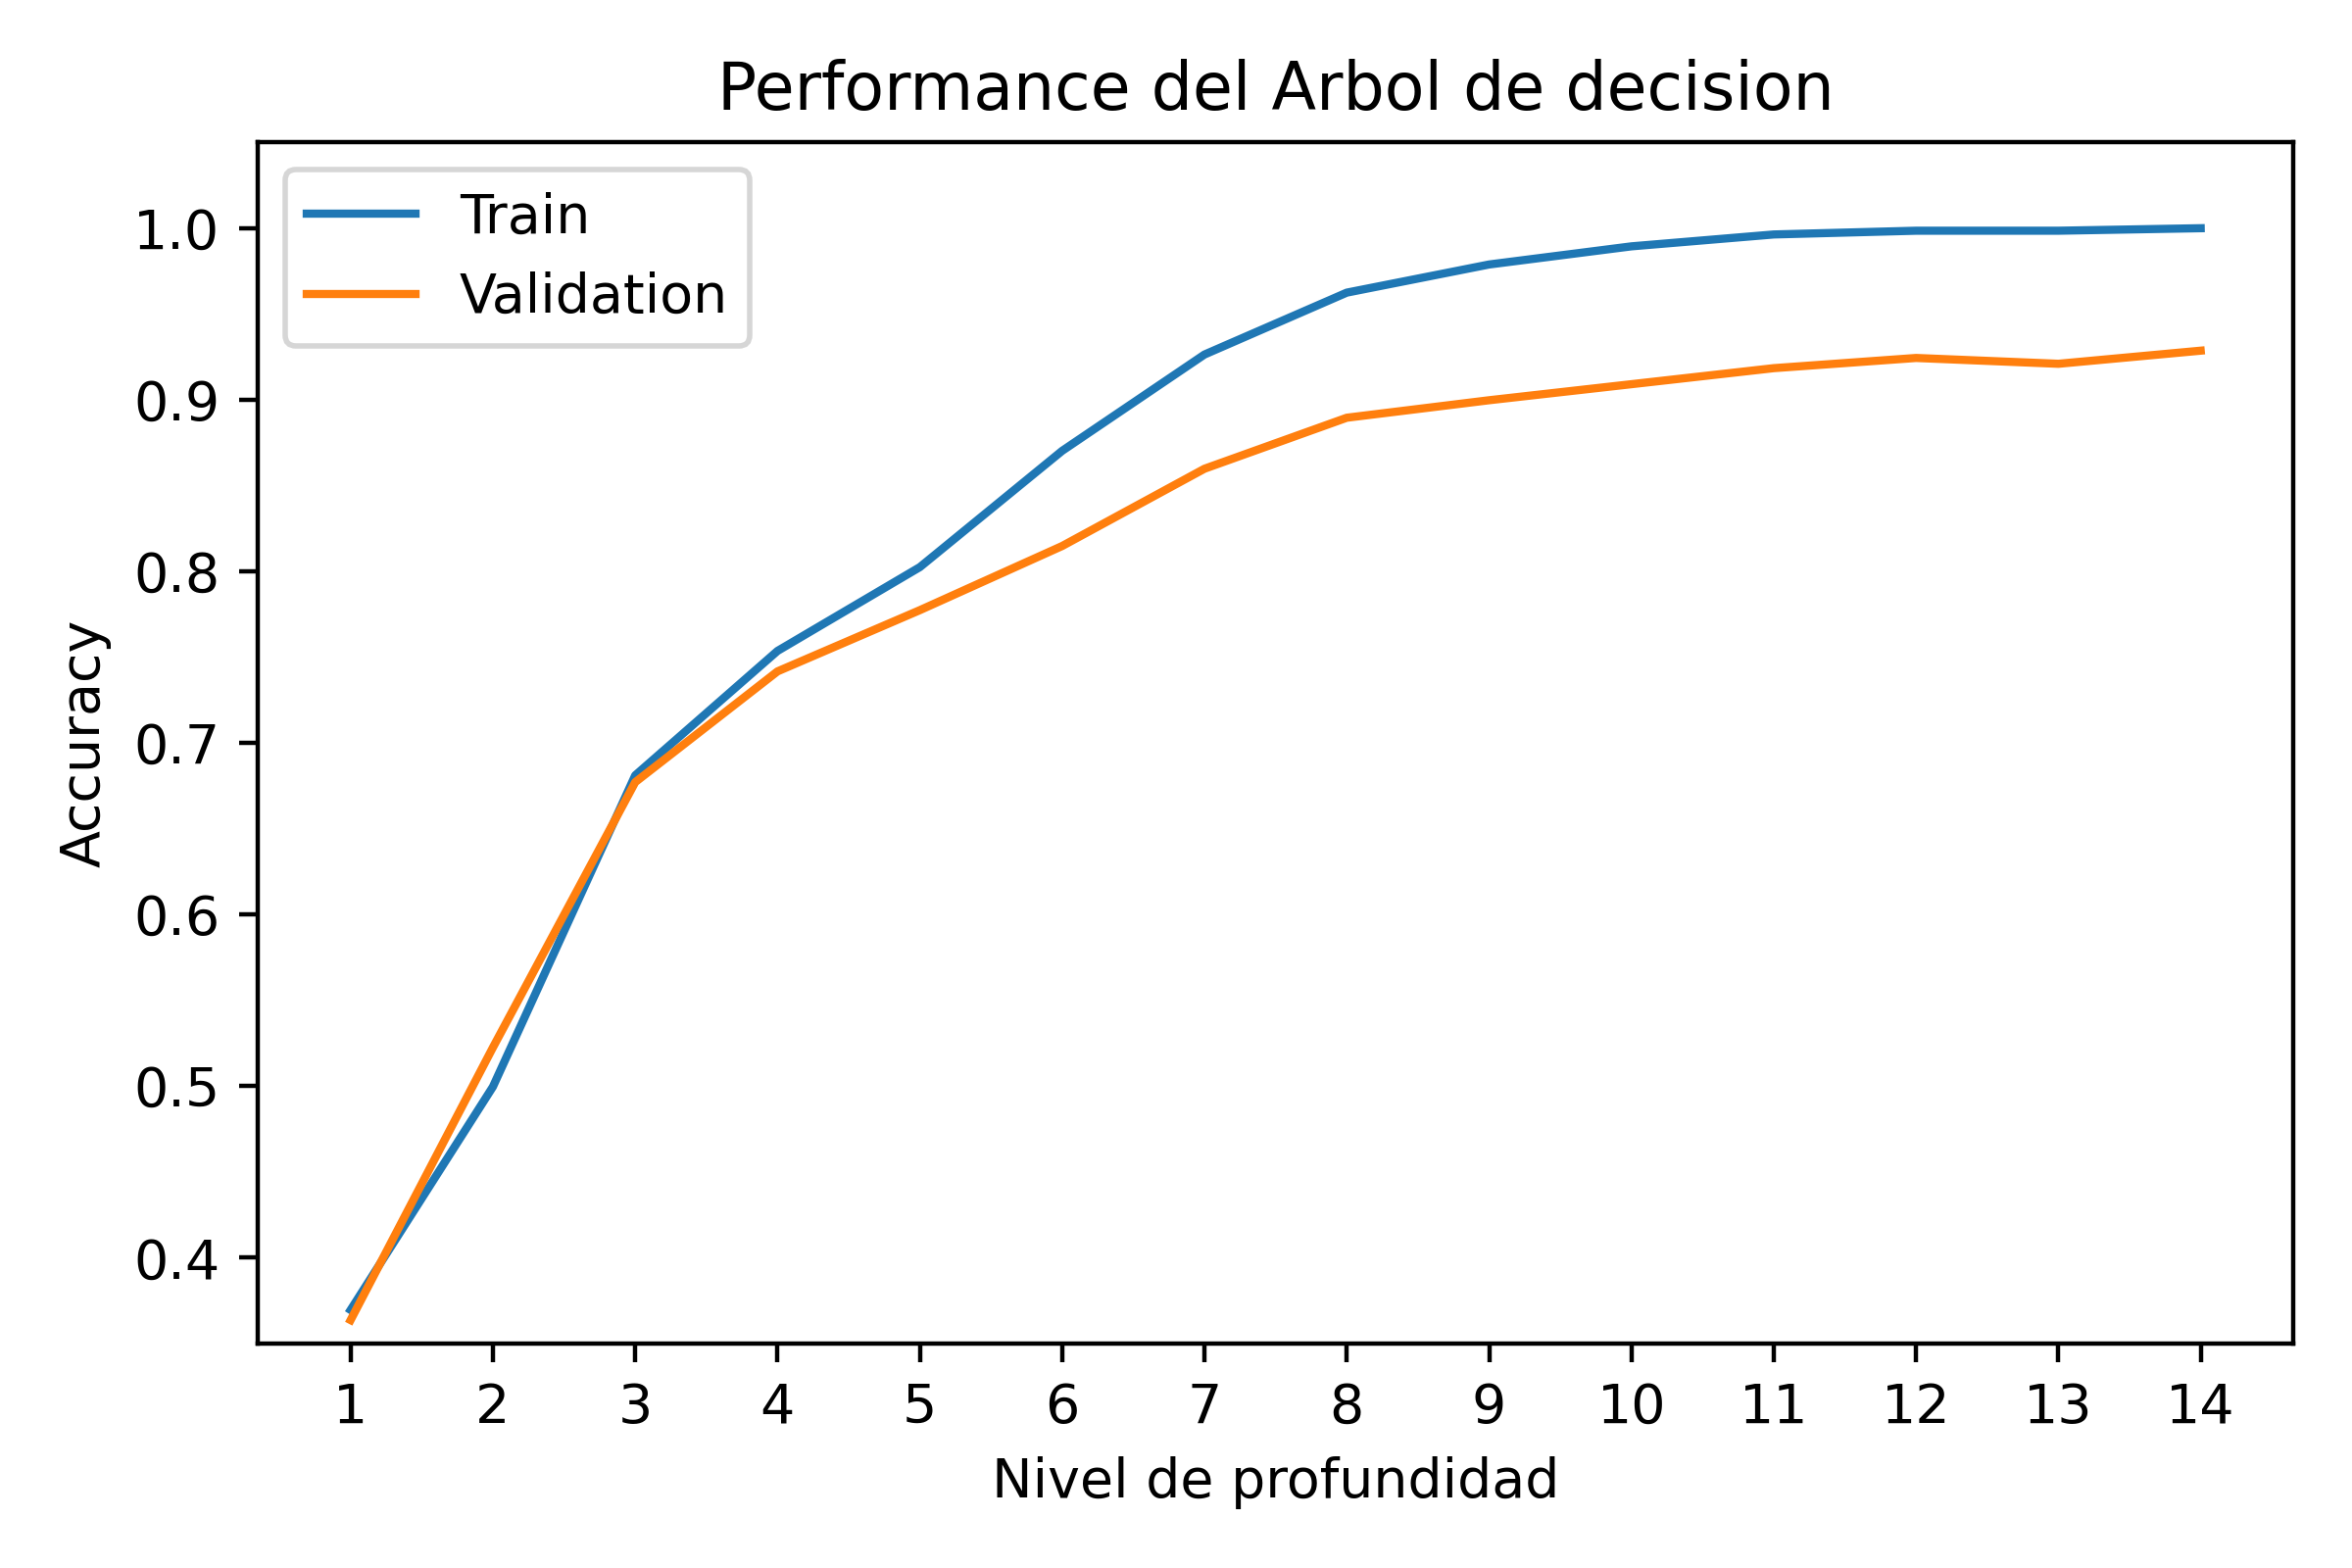 Performance del Arbol de decision
Train
Validation
1.0
0.9
0.8
0.7
0.6
0.5
0.4
Accuracy
1 2 3 4 5 6 7 8 9 10 11 12 13 14
Nivel de profundidad